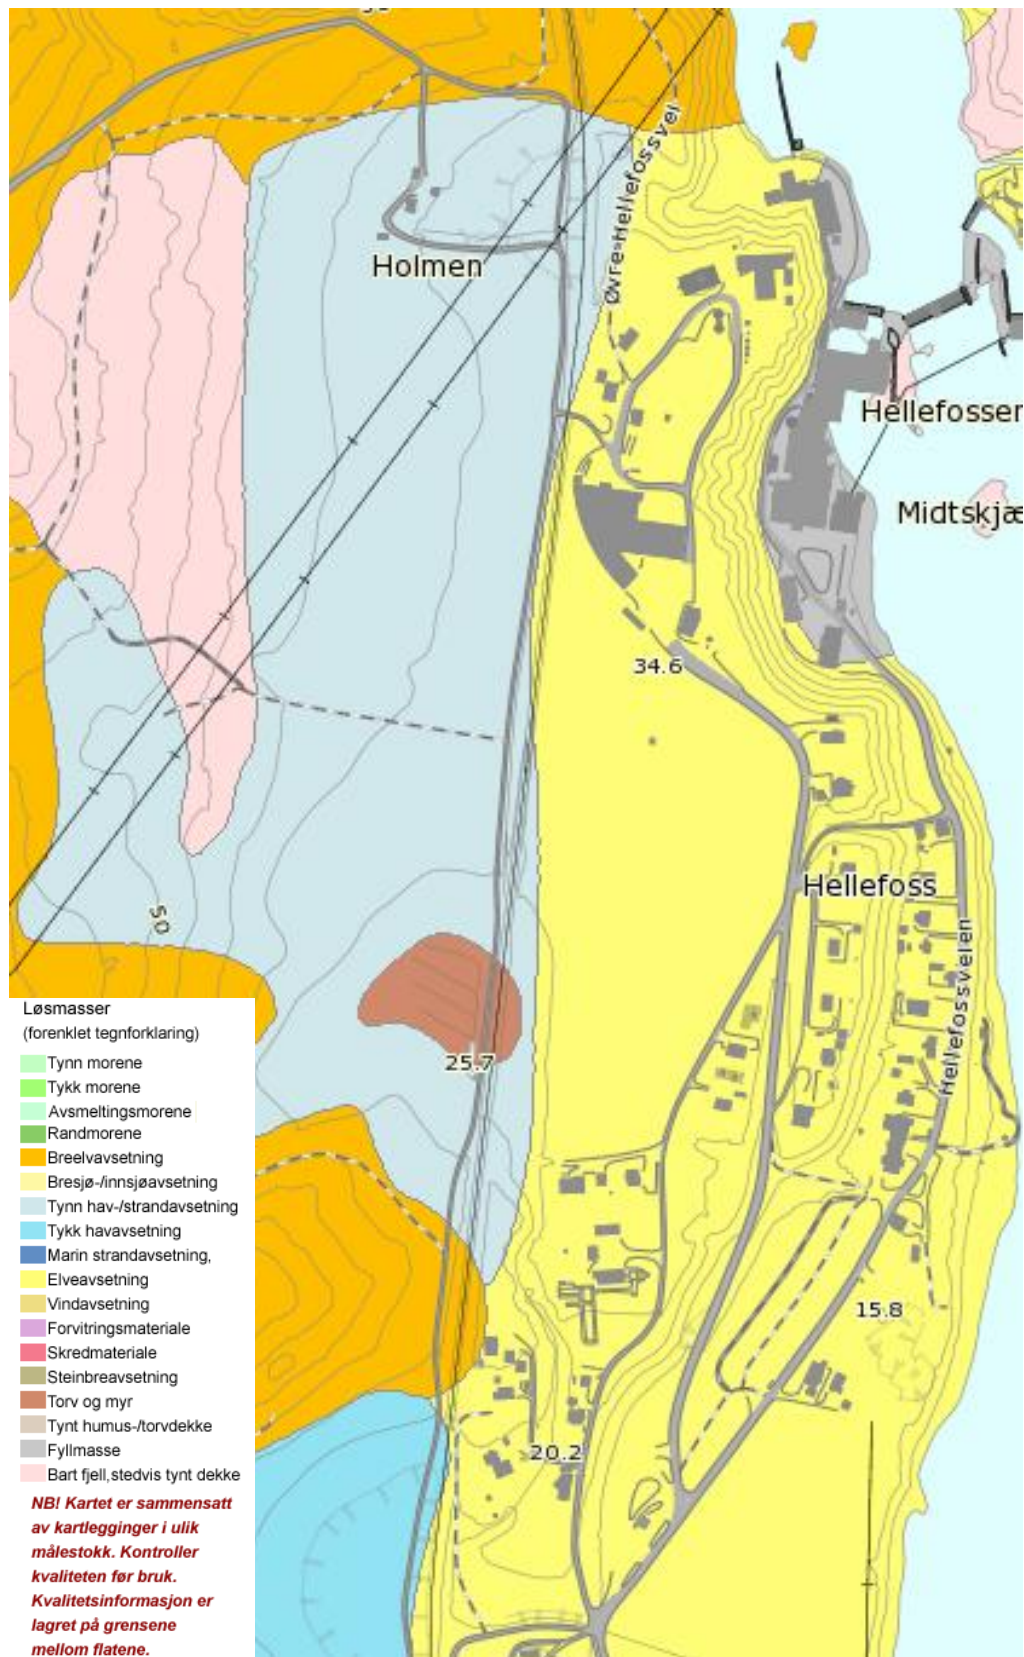 Øvre Hellefossvei
Holmen
Hellefosser
Midtskjæ
34.6
Hellefoss
50
Hellefossveien
25.7
15.8
20.2
Løsmasser
(forenklet tegnforklaring)
Tynn morene
Tykk morene
Avsmeltingsmorene
Randmorene
Breelvavsetning
Bresjø-/innsjøavsetning
Tynn hav-/strandavsetning
Tykk havavsetning
Marin strandavsetning,
Elveavsetning
Vindavsetning
Forvitringsmateriale
Skredmateriale
Steinbreavsetning
Torv og myr
Tynt humus-/torvdekke
Fyllmasse
Bart fjell,stedvis tynt dekke
NB! Kartet er sammensatt
av kartlegginger i ulik
målestokk. Kontroller
kvaliteten før bruk.
Kvalitetsinformasjon er
lagret på grensene
mellom flatene.